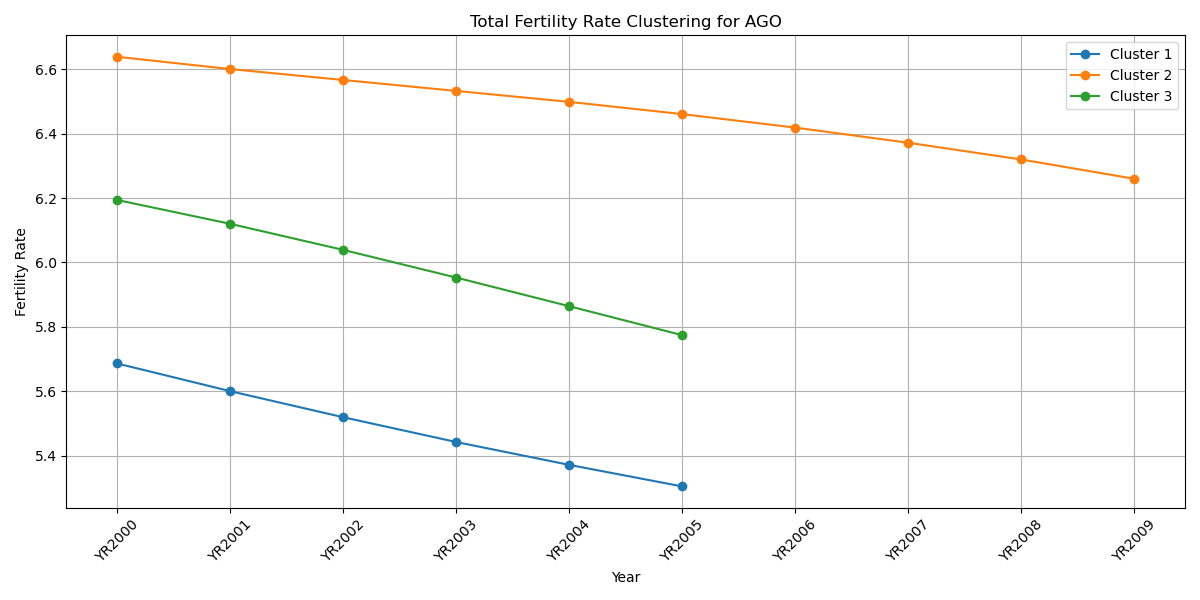 Total Fertility Rate Clustering for AGO
Cluster 1
Cluster 2
Cluster 3
Fertility Rate
6.6
6.4
6.2
6.0
5.8
5.6
5.4
YR2000
YR2001
YR2002
YR2003
YR2004
YR2005
YR2006
YR2007
YR2008
YR2009
Year